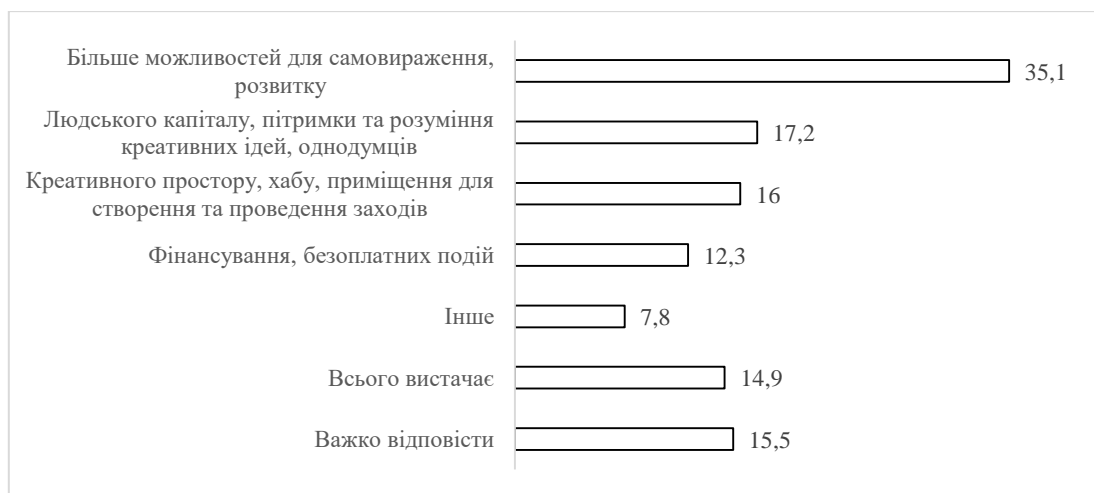 Більше можливостей для самовираження,
розвитку
35,1
Людського капіталу, пітримки та розуміння
креативних ідей, однодумців
17,2
Креативного простору, хабу, приміщення для
створення та проведення заходів
16
Фінансування, безоплатних подій
12,3
Інше
7,8
Всього вистачає
14,9
Важко відповісти
15,5